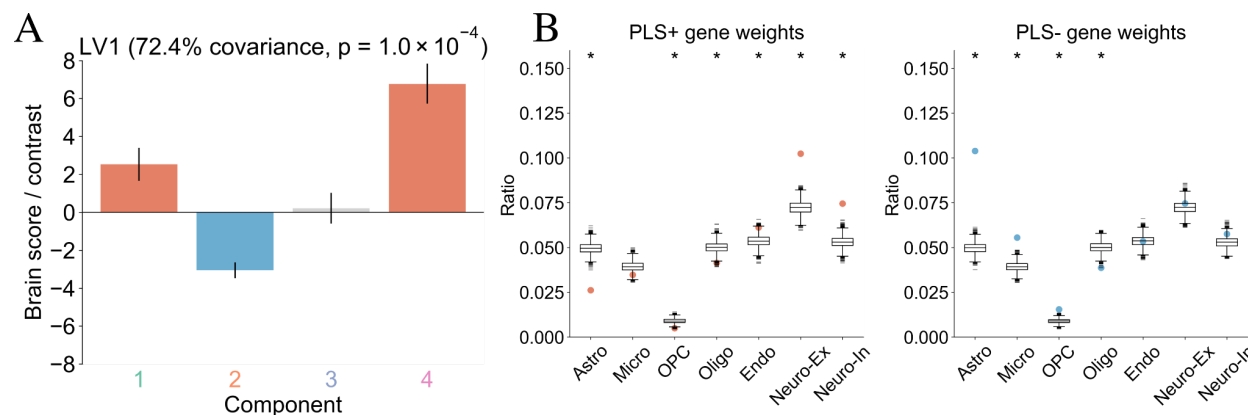 A
LV1 (72.4% covariance, p = 1.0 × 10⁻⁴)
Brain score / contrast
8
6
4
2
0
−2
−4
−6
−8
1 2 3 4
Component
B
PLS+ gene weights
* * * * * *
Ratio
0.150
0.125
0.100
0.075
0.050
0.025
0.000
Astro Micro OPC Oligo Endo Neuro-Ex Neuro-In
PLS- gene weights
* * * *
Ratio
0.150
0.125
0.100
0.075
0.050
0.025
0.000
Astro Micro OPC Oligo Endo Neuro-Ex Neuro-In